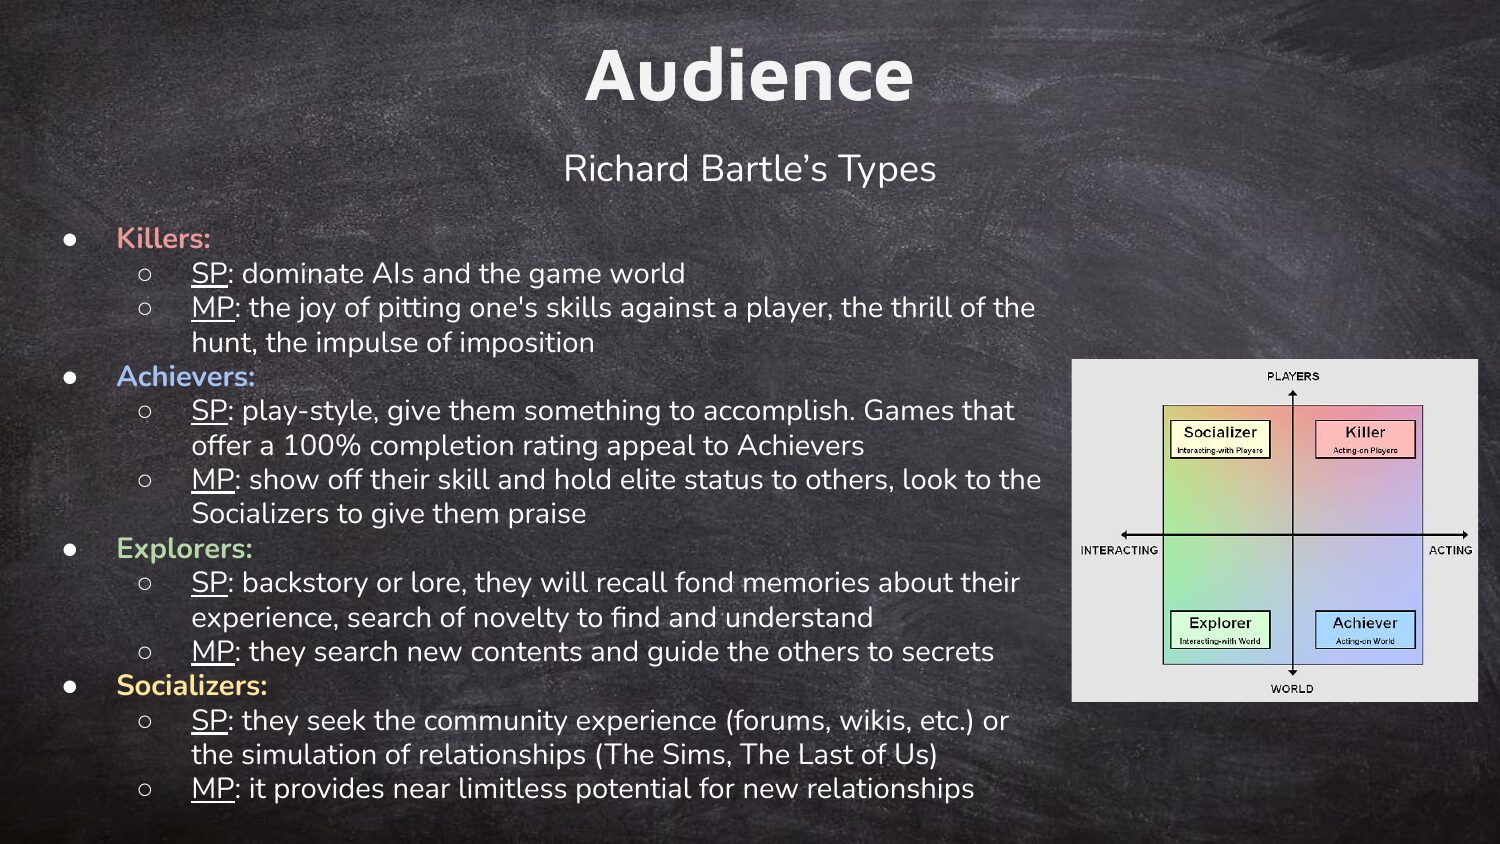 Audience
Richard Bartle’s Types
● Killers:
○ SP: dominate AIs and the game world
○ MP: the joy of pitting one's skills against a player, the thrill of the
hunt, the impulse of imposition
● Achievers:
○ SP: play-style, give them something to accomplish. Games that
offer a 100% completion rating appeal to Achievers
○ MP: show off their skill and hold elite status to others, look to the
Socializers to give them praise
● Explorers:
○ SP: backstory or lore, they will recall fond memories about their
experience, search of novelty to find and understand
○ MP: they search new contents and guide the others to secrets
● Socializers:
○ SP: they seek the community experience (forums, wikis, etc.) or
the simulation of relationships (The Sims, The Last of Us)
○ MP: it provides near limitless potential for new relationships
PLAYERS
Socializer
Interacting-with Players
Killer
Acting-on Players
INTERACTING
ACTING
Explorer
Interacting-with World
Achiever
Acting-on World
WORLD